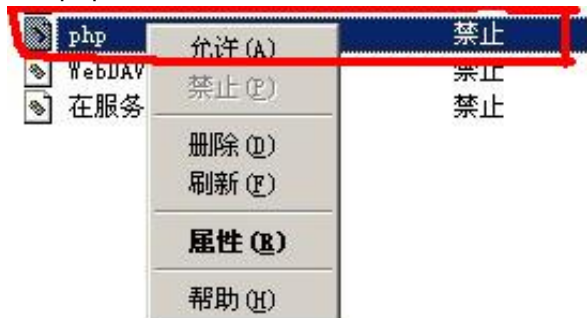 php 禁止
WebDAV 禁止
在服务 禁止
允许(A)
禁止(P)
删除(D)
刷新(F)
属性(R)
帮助(H)